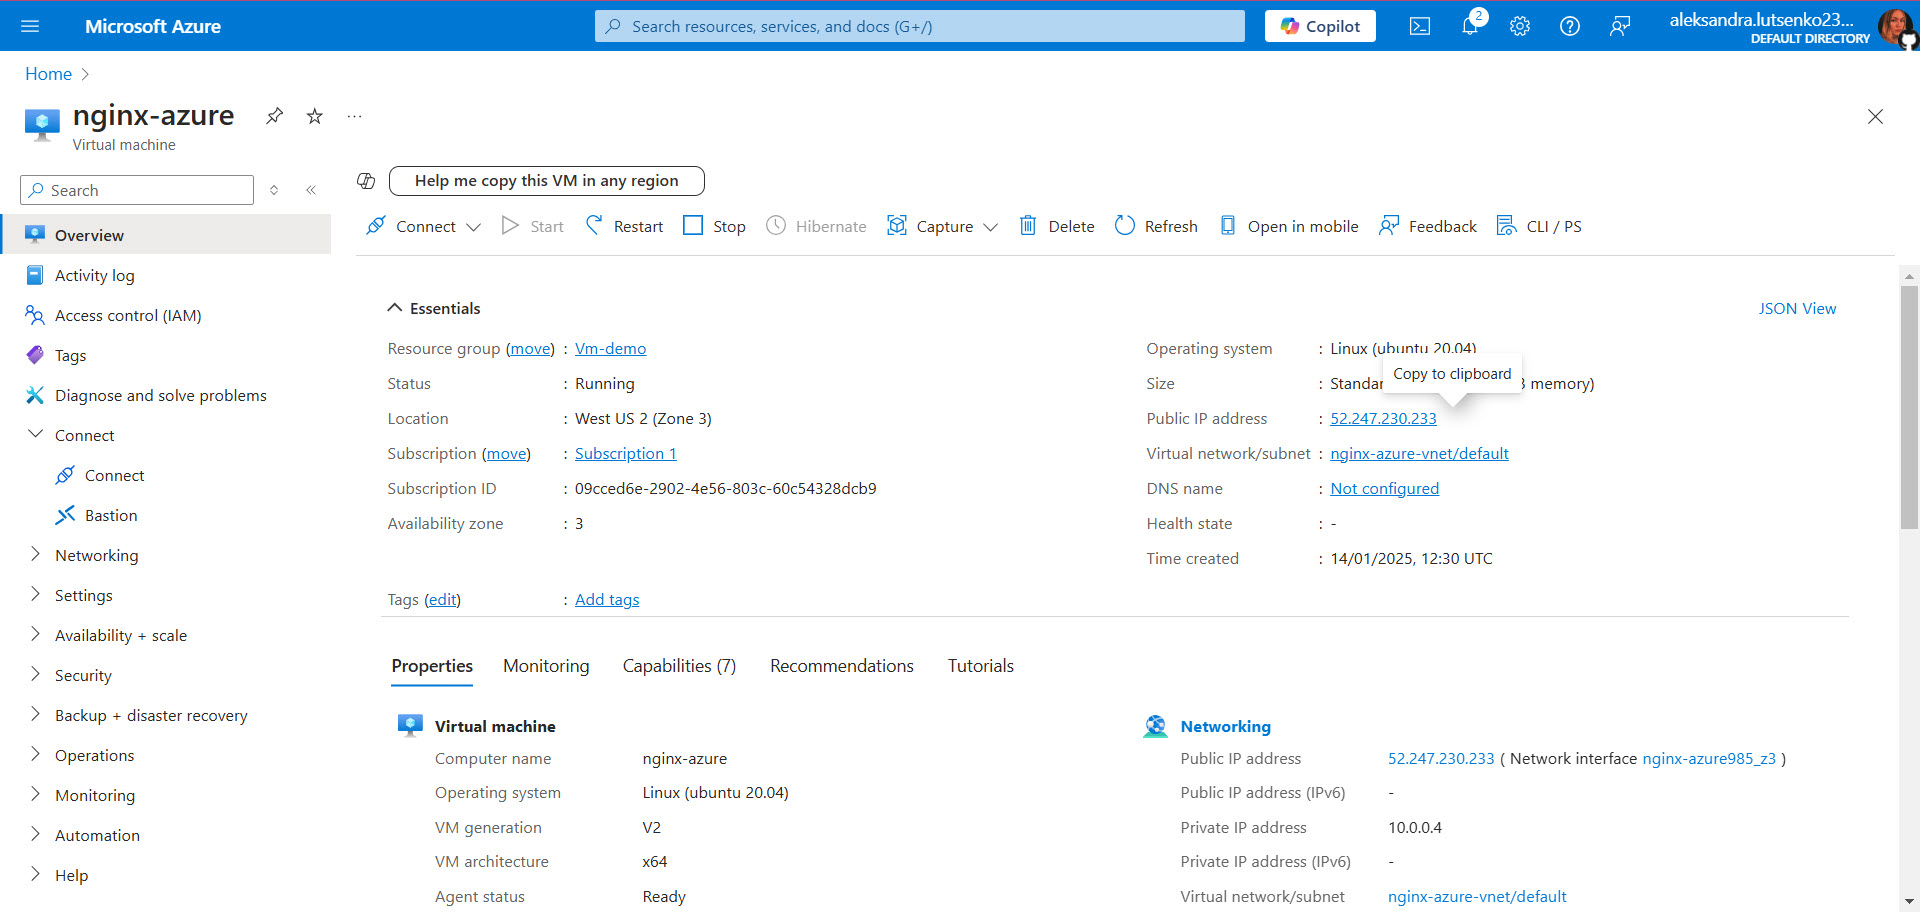 Microsoft Azure
Search resources, services, and docs (G+/)
Copilot
2
aleksandra.lutsenko23...
DEFAULT DIRECTORY
Home
nginx-azure
Virtual machine
Search
Help me copy this VM in any region
Connect
Start
Restart
Stop
Hibernate
Capture
Delete
Refresh
Open in mobile
Feedback
CLI / PS
Overview
Activity log
Access control (IAM)
Tags
Diagnose and solve problems
Connect
Connect
Bastion
Networking
Settings
Availability + scale
Security
Backup + disaster recovery
Operations
Monitoring
Automation
Help
Essentials
JSON View
Resource group (move) : Vm-demo
Status : Running
Location : West US 2 (Zone 3)
Subscription (move) : Subscription 1
Subscription ID : 09cced6e-2902-4e56-803c-60c54328dcb9
Availability zone : 3
Operating system : Linux (ubuntu 20.04)
Copy to clipboard
Size : memory)
Public IP address : 52.247.230.233
Virtual network/subnet : nginx-azure-vnet/default
DNS name : Not configured
Health state : -
Time created : 14/01/2025, 12:30 UTC
Tags (edit) : Add tags
Properties
Monitoring
Capabilities (7)
Recommendations
Tutorials
Virtual machine
Computer name nginx-azure
Operating system Linux (ubuntu 20.04)
VM generation V2
VM architecture x64
Agent status Ready
Networking
Public IP address 52.247.230.233 ( Network interface nginx-azure985_z3 )
Public IP address (IPv6) -
Private IP address 10.0.0.4
Private IP address (IPv6) -
Virtual network/subnet nginx-azure-vnet/default